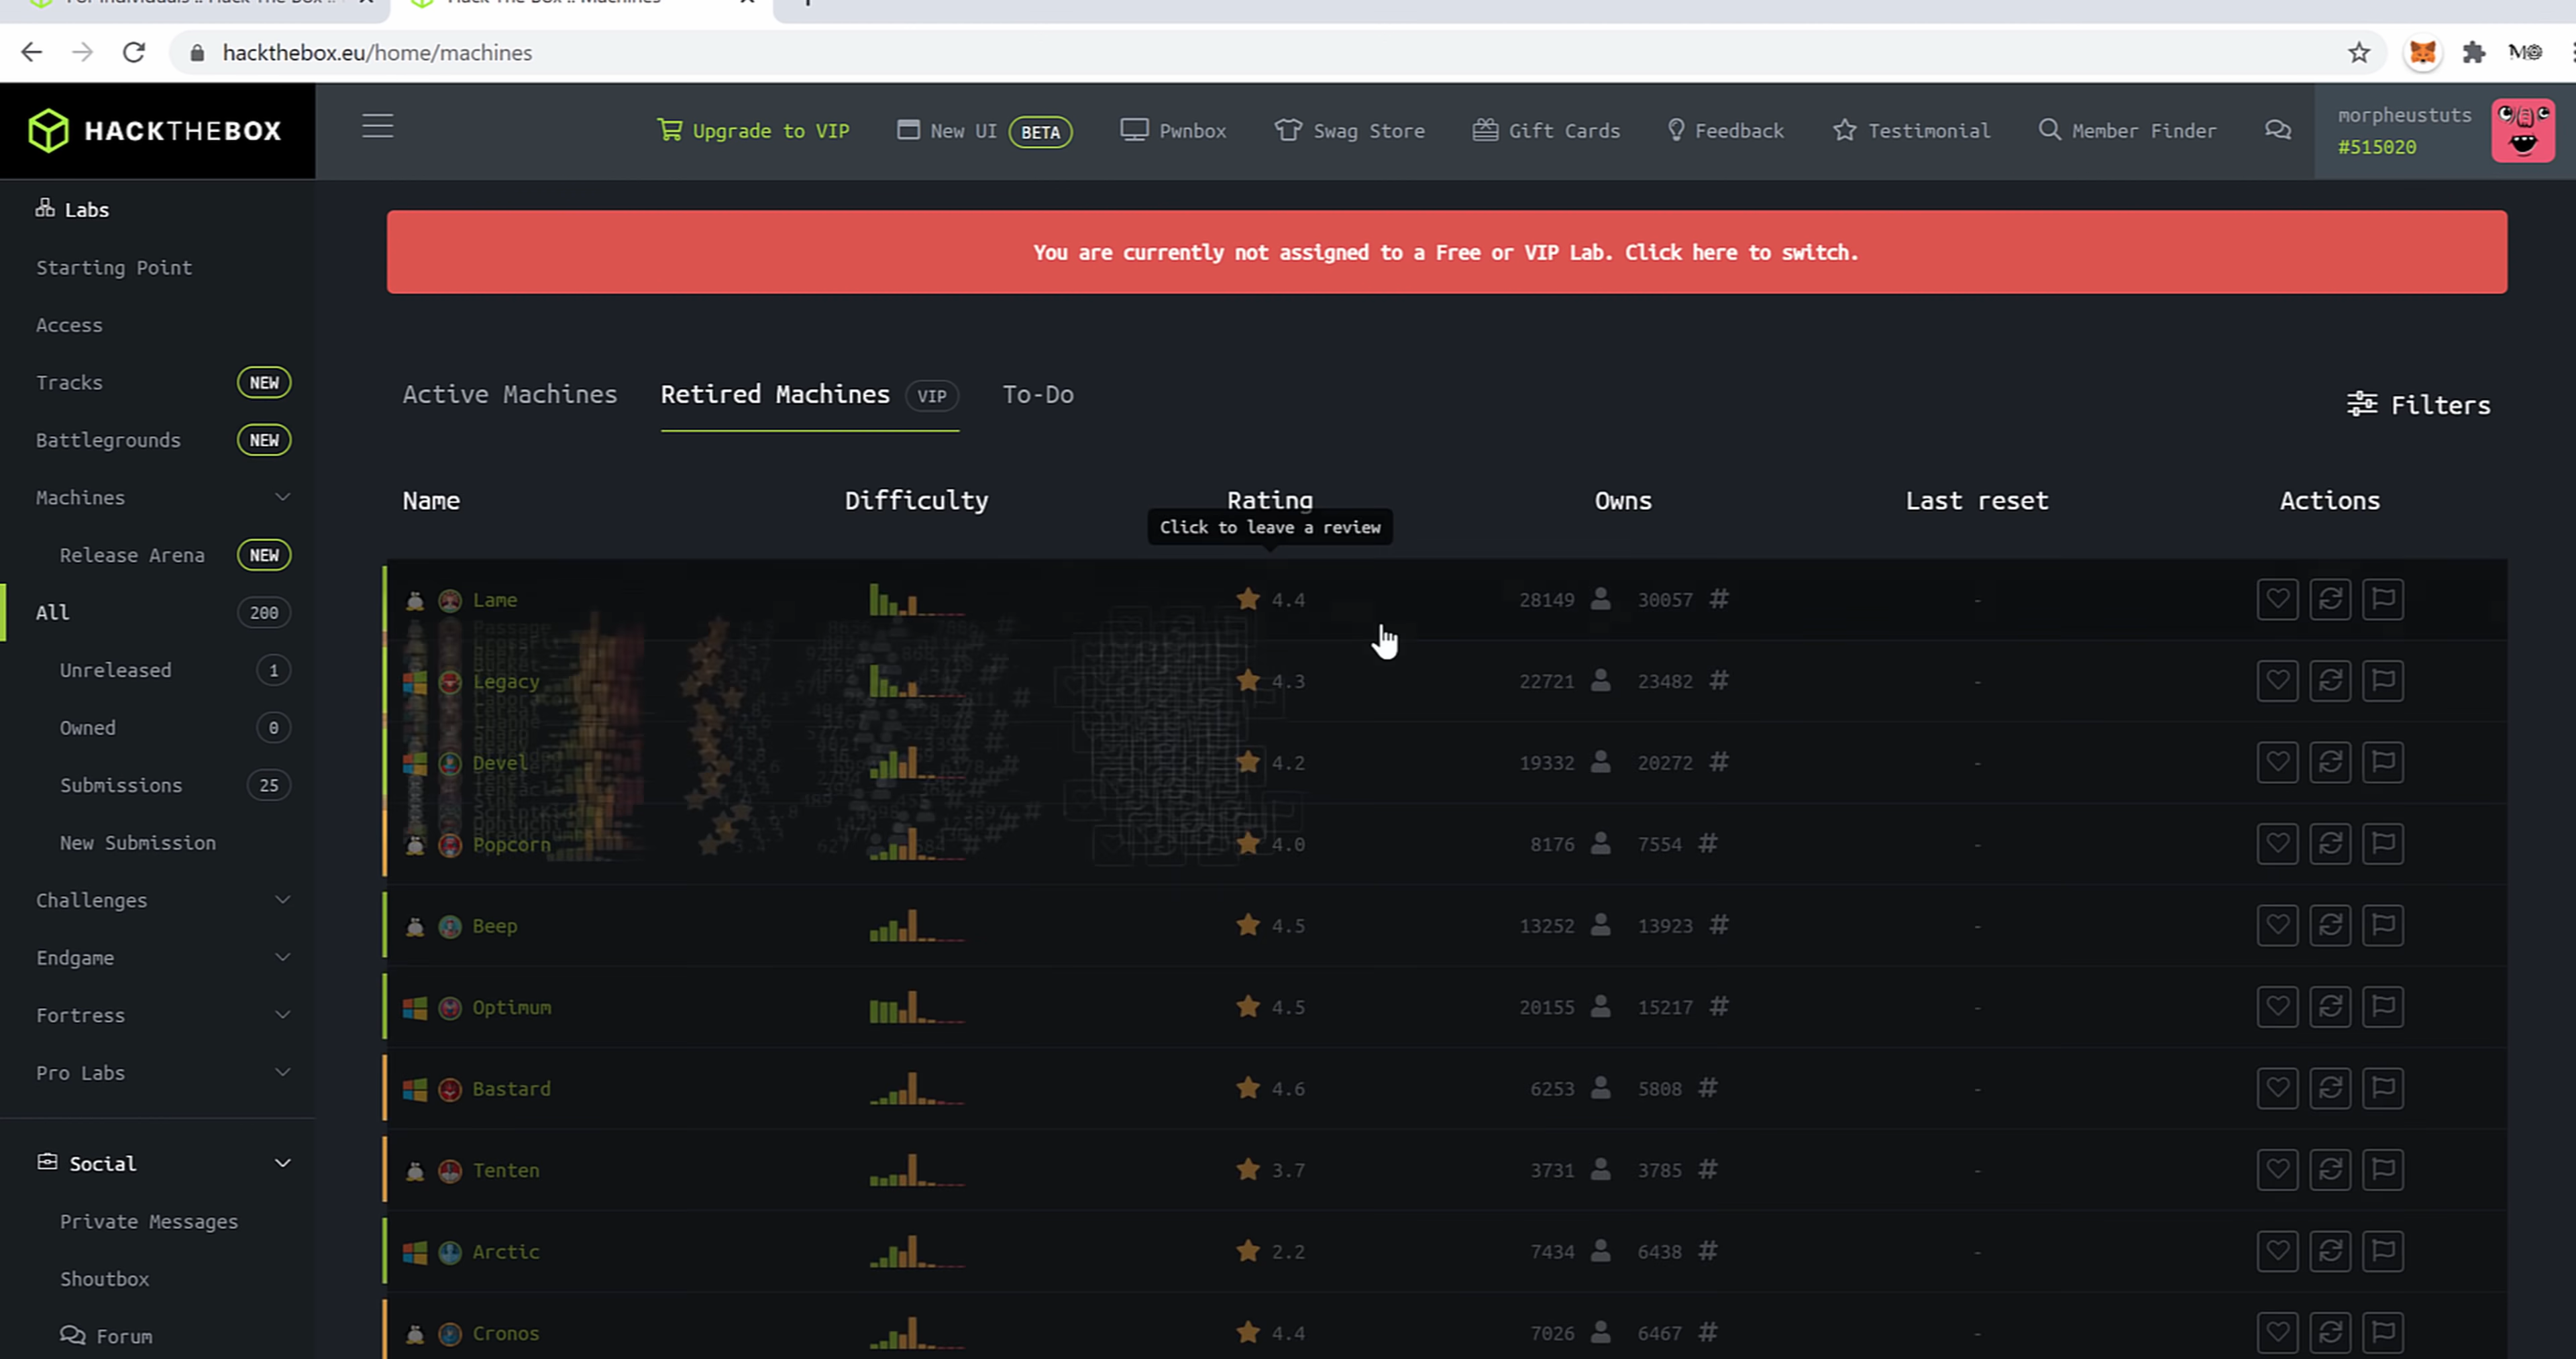 hackthebox.eu/home/machines
HACKTHEBOX
Upgrade to VIP
New UI BETA
Pwnbox
Swag Store
Gift Cards
Feedback
Testimonial
Member Finder
morpheustuts
#515020
Labs
Starting Point
Access
Tracks NEW
Battlegrounds NEW
Machines
Release Arena NEW
All 200
Unreleased 1
Owned 0
Submissions 25
New Submission
Challenges
Endgame
Fortress
Pro Labs
Social
Private Messages
Shoutbox
Forum
You are currently not assigned to a Free or VIP Lab. Click here to switch.
Active Machines Retired Machines VIP To-Do
Filters
Name Difficulty Rating Owns Last reset Actions
Click to leave a review
Lame 4.4 28149 30057 # -
Legacy 4.3 22721 23482 # -
Devel 4.2 19332 20272 # -
Popcorn 4.0 8176 7554 # -
Beep 4.5 13252 13923 # -
Optimum 4.5 20155 15217 # -
Bastard 4.6 6253 5808 # -
Tenten 3.7 3731 3785 # -
Arctic 2.2 7434 6438 # -
Cronos 4.4 7026 6467 # -